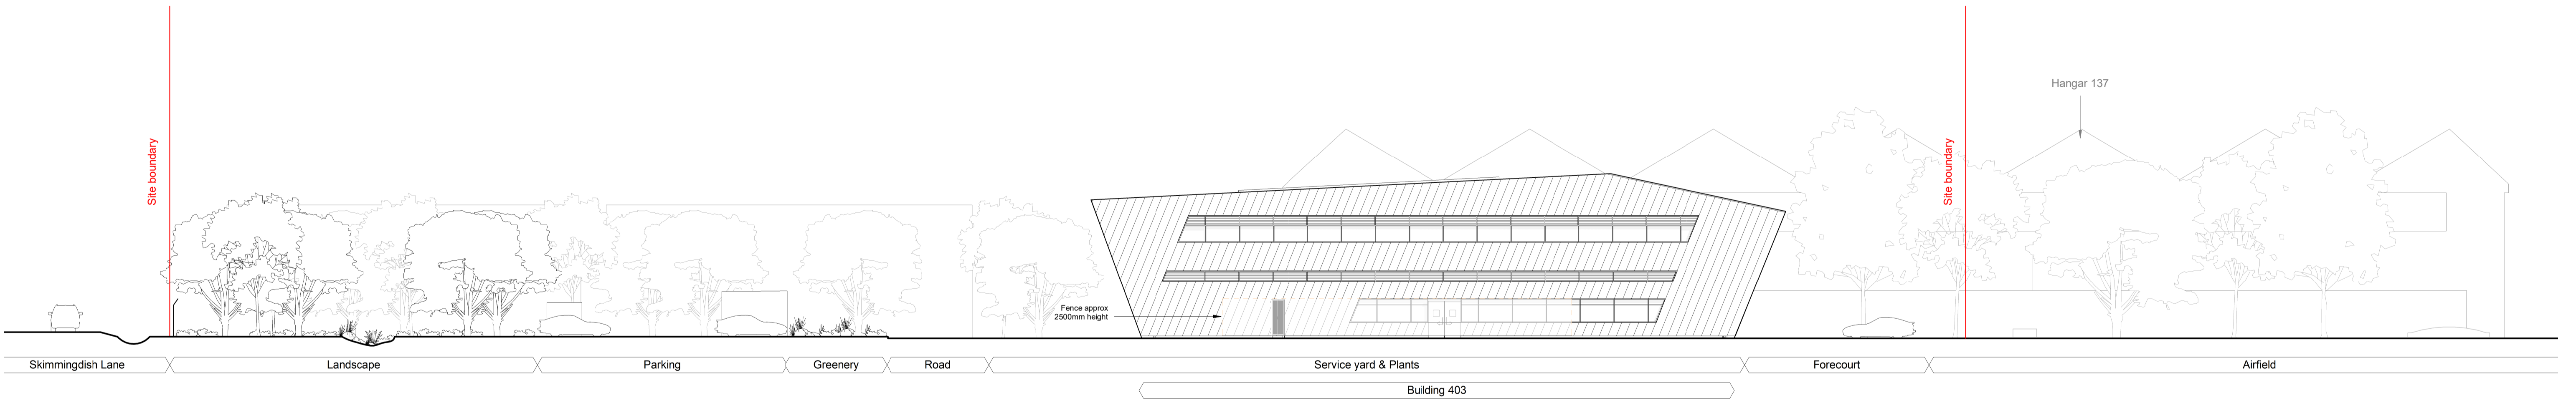 Hangar 137
Site boundary
Site boundary
Fence approx
2500mm height
Skimmingdish Lane
Landscape
Parking
Greenery
Road
Service yard & Plants
Forecourt
Airfield
Building 403